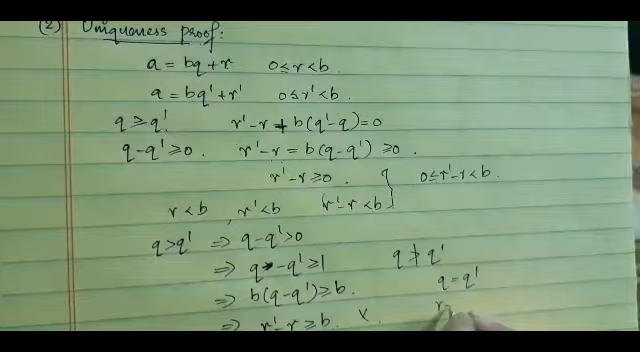 (2) Uniqueness proof:
a = bq + r 0 ≤ r < b.
a = bq' + r' 0 ≤ r' < b.
q ≥ q'. r' - r + b(q' - q) = 0
q - q' ≥ 0. r' - r = b(q - q') ≥ 0.
r' - r ≥ 0. } 0 ≤ r' - r < b.
r < b, r' < b r' - r < b
q > q' ⇒ q - q' > 0
⇒ q - q' ≥ 1 q ≯ q'
⇒ b(q - q') ≥ b. q = q'
⇒ r' - r ≥ b. × r